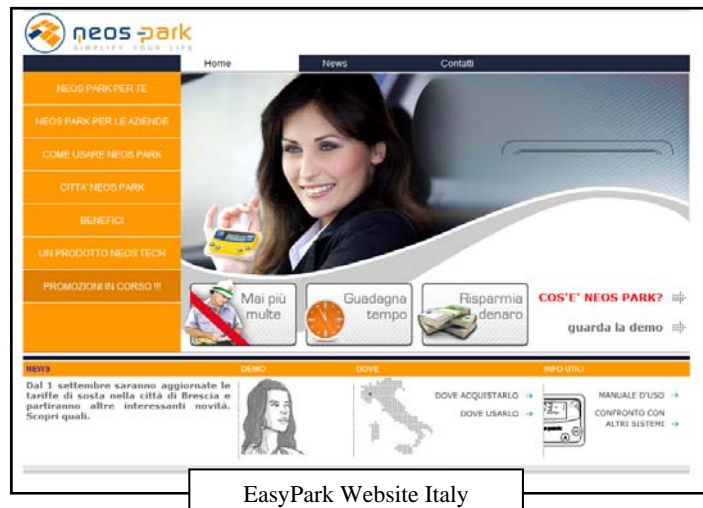 neos-park
SIMPLIFY YOUR LIFE
Home
News
Contatti
NEOS PARK PER TE
NEOS PARK PER LE AZIENDE
COME USARE NEOS PARK
CITTA' NEOS PARK
BENEFICI
UN PRODOTTO NEOS TECH
PROMOZIONI IN CORSO !!!
Mai più
multe
Guadagna
tempo
Risparmia
denaro
COS'E' NEOS PARK?
guarda la demo
NEWS
Dal 1 settembre saranno aggiornate le
tariffe di sosta nella città di Brescia e
partiranno altre interessanti novità.
Scopri quali.
DEMO
DOVE
DOVE ACQUISTARLO
DOVE USARLO
INFO UTILI
MANUALE D'USO
CONFRONTO CON
ALTRI SISTEMI
EasyPark Website Italy